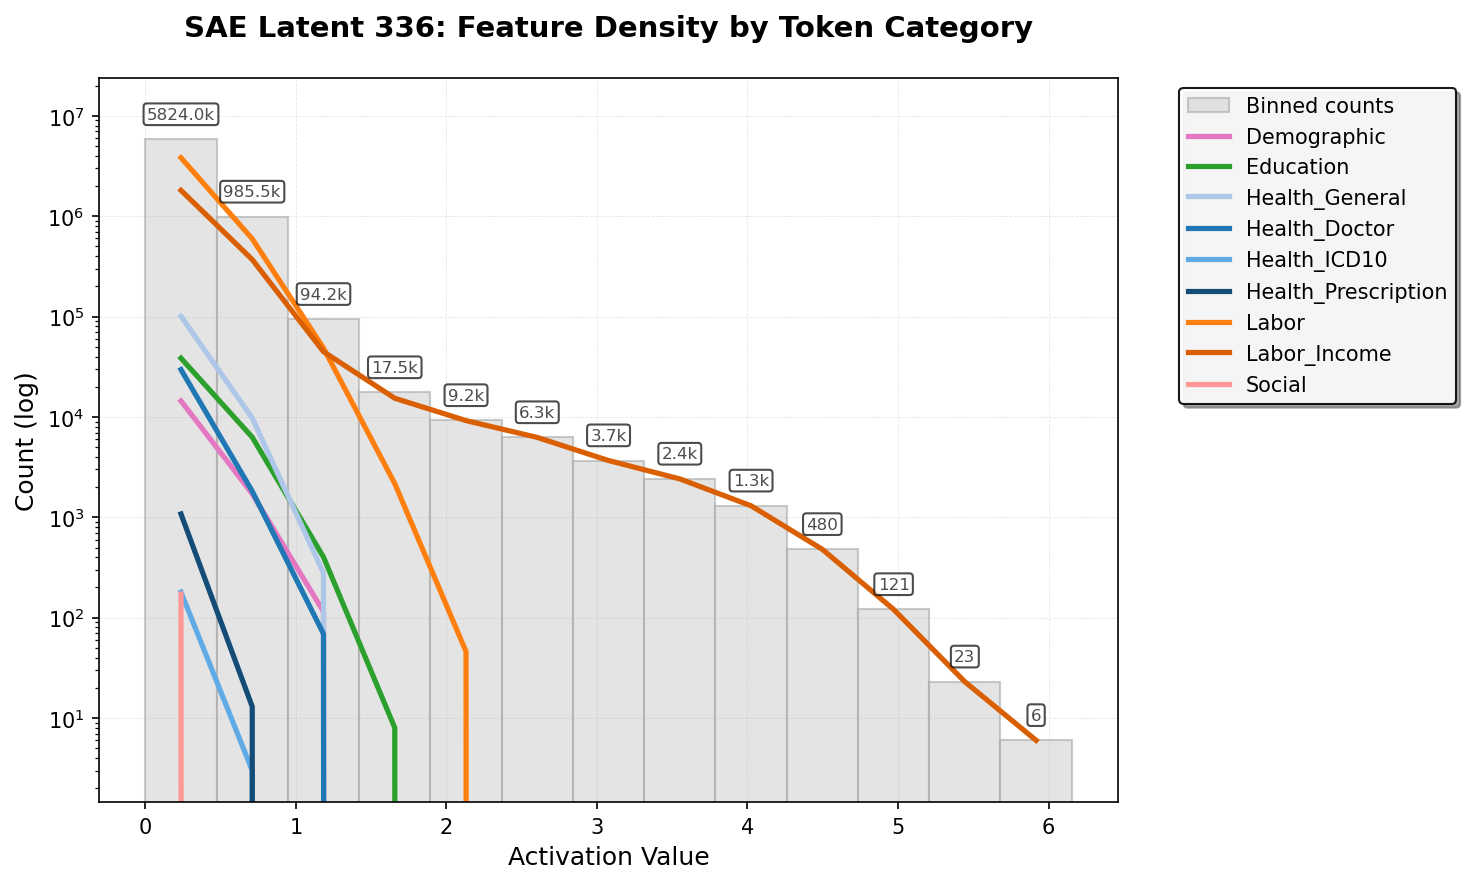 SAE Latent 336: Feature Density by Token Category
Count (log)
10⁷
10⁶
10⁵
10⁴
10³
10²
10¹
5824.0k
985.5k
94.2k
17.5k
9.2k
6.3k
3.7k
2.4k
1.3k
480
121
23
6
0
1
2
3
4
5
6
Activation Value
Binned counts
Demographic
Education
Health_General
Health_Doctor
Health_ICD10
Health_Prescription
Labor
Labor_Income
Social